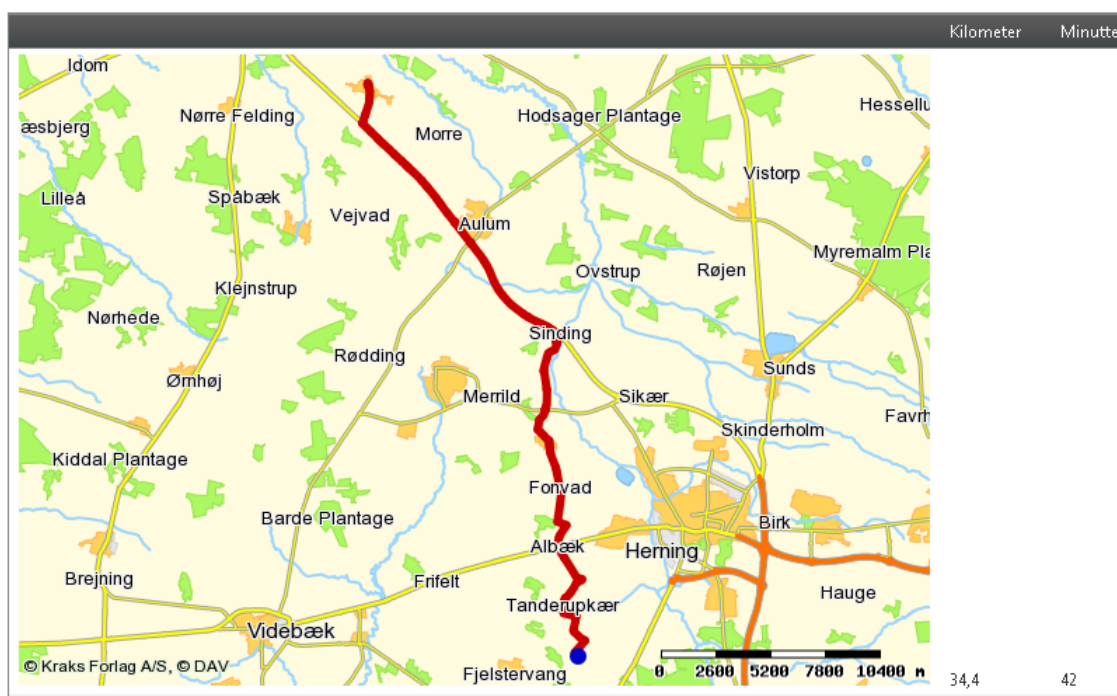 Kilometer Minutte
Idom
Nørre Felding
Hodsager Plantage
Hessellu
æsbjerg
Morre
Vistorp
Lilleå
Spåbæk
Vejvad
Aulum
Myremalm Pla
Ovstrup
Røjen
Klejnstrup
Nørhede
Sinding
Rødding
Sunds
Ørnhøj
Merrild
Sikær
Favrh
Skinderholm
Kiddal Plantage
Fonvad
Barde Plantage
Birk
Albæk
Herning
Brejning
Frifelt
Hauge
Tanderupkær
Videbæk
© Kraks Forlag A/S, © DAV
Fjelstervang
0 2600 5200 7800 10400 m
34,4 42